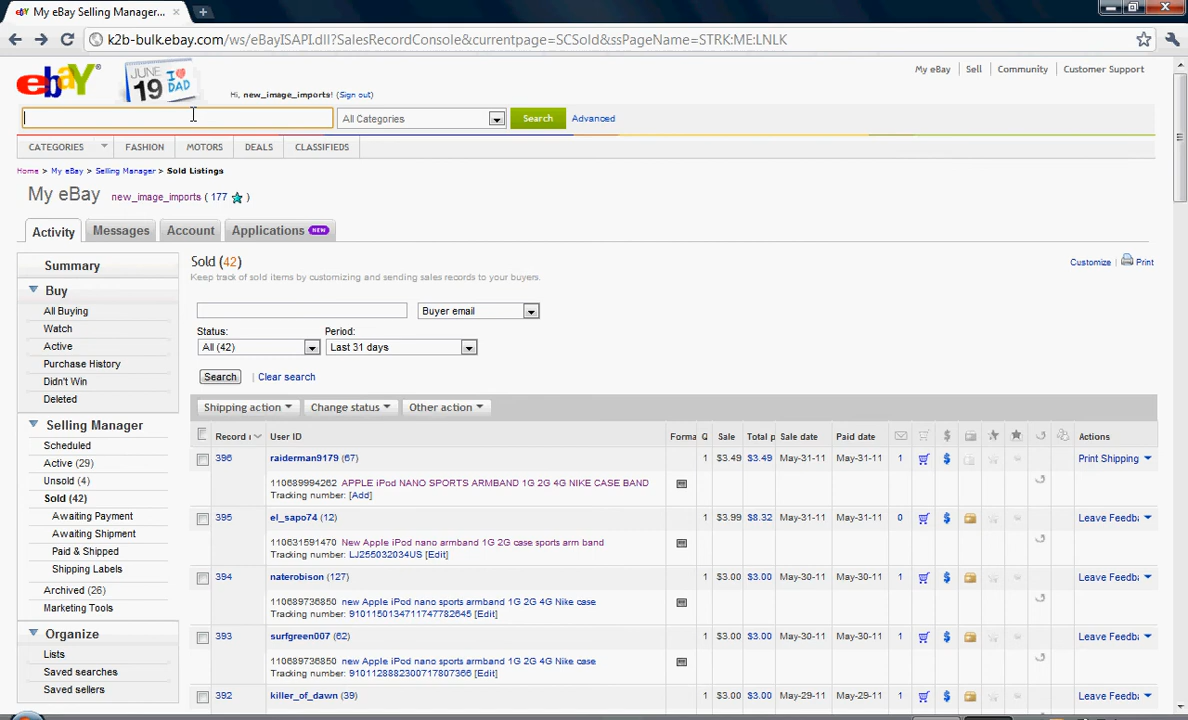 My eBay Selling Manager...
k2b-bulk.ebay.com/ws/eBayISAPI.dll?SalesRecordConsole&currentpage=SCSold&ssPageName=STRK:ME:LNLK
ebay
JUNE 19 I DAD
Hi, new_image_imports! (Sign out)
My eBay Sell Community Customer Support
All Categories Search Advanced
CATEGORIES FASHION MOTORS DEALS CLASSIFIEDS
Home > My eBay > Selling Manager > Sold Listings
My eBay new_image_imports ( 177 )
Activity Messages Account Applications NEW
Summary
Buy
All Buying
Watch
Active
Purchase History
Didn't Win
Deleted
Selling Manager
Scheduled
Active (29)
Unsold (4)
Sold (42)
Awaiting Payment
Awaiting Shipment
Paid & Shipped
Shipping Labels
Archived (26)
Marketing Tools
Organize
Lists
Saved searches
Saved sellers
Sold (42)
Keep track of sold items by customizing and sending sales records to your buyers.
Customize Print
Buyer email
Status: Period:
All (42) Last 31 days
Search Clear search
Shipping action Change status Other action
Record User ID Forma Q Sale Total p Sale date Paid date $ Actions
396 raiderman9179 (67) 1 $3.49 $3.49 May-31-11 May-31-11 1 $ Print Shipping
110689994262 APPLE iPod NANO SPORTS ARMBAND 1G 2G 4G NIKE CASE BAND
Tracking number: [Add]
395 el_sapo74 (12) 1 $3.99 $8.32 May-31-11 May-31-11 0 $ Leave Feedb
110631591470 New Apple iPod nano armband 1G 2G case sports arm band
Tracking number: LJ255032034US [Edit]
394 naterobison (127) 1 $3.00 $3.00 May-30-11 May-30-11 1 $ Leave Feedb
110689736850 new Apple iPod nano sports armband 1G 2G 4G Nike case
Tracking number: 9101150134711747782645 [Edit]
393 surfgreen007 (62) 1 $3.00 $3.00 May-30-11 May-30-11 1 $ Leave Feedb
110689736850 new Apple iPod nano sports armband 1G 2G 4G Nike case
Tracking number: 9101128882300717807366 [Edit]
392 killer_of_dawn (39) 1 $3.00 $3.00 May-29-11 May-29-11 1 $ Leave Feedb